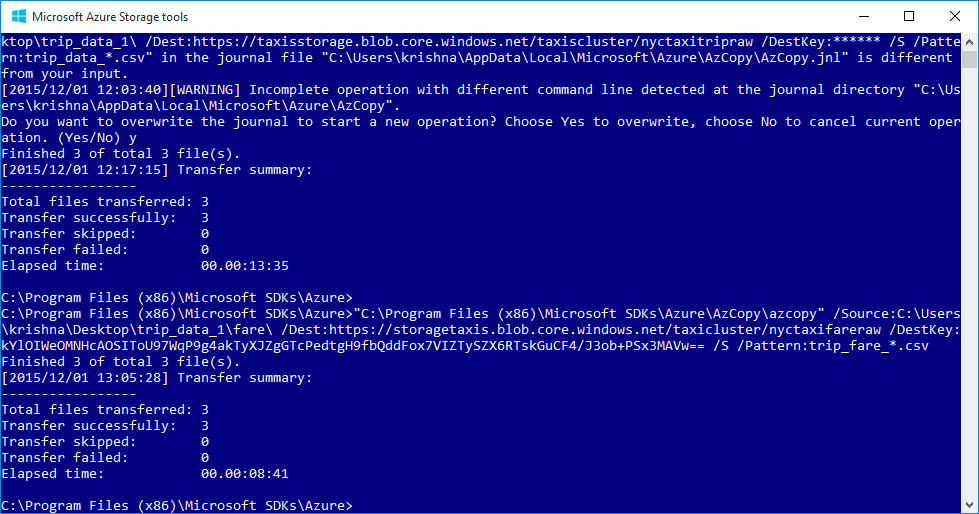 Microsoft Azure Storage tools
ktop\trip_data_1\ /Dest:https://taxisstorage.blob.core.windows.net/taxiscluster/nyctaxitripraw /DestKey:****** /S /Patte
rn:trip_data_*.csv" in the journal file "C:\Users\krishna\AppData\Local\Microsoft\Azure\AzCopy\AzCopy.jnl" is different
from your input.
[2015/12/01 12:03:40][WARNING] Incomplete operation with different command line detected at the journal directory "C:\Us
ers\krishna\AppData\Local\Microsoft\Azure\AzCopy".
Do you want to overwrite the journal to start a new operation? Choose Yes to overwrite, choose No to cancel current oper
ation. (Yes/No) y
Finished 3 of total 3 file(s).
[2015/12/01 12:17:15] Transfer summary:
-----------------
Total files transferred: 3
Transfer successfully:   3
Transfer skipped:        0
Transfer failed:         0
Elapsed time:            00.00:13:35
C:\Program Files (x86)\Microsoft SDKs\Azure>
C:\Program Files (x86)\Microsoft SDKs\Azure>"C:\Program Files (x86)\Microsoft SDKs\Azure\AzCopy\azcopy" /Source:C:\Users
\krishna\Desktop\trip_data_1\fare\ /Dest:https://storagetaxis.blob.core.windows.net/taxicluster/nyctaxifareraw /DestKey:
kYlOIWeOMNHcAOSIToU97WqP9g4akTyXJZgGTcPedtgH9fbQddFox7VIZTySZX6RTskGuCF4/J3ob+PSx3MAVw== /S /Pattern:trip_fare_*.csv
Finished 3 of total 3 file(s).
[2015/12/01 13:05:28] Transfer summary:
-----------------
Total files transferred: 3
Transfer successfully:   3
Transfer skipped:        0
Transfer failed:         0
Elapsed time:            00.00:08:41
C:\Program Files (x86)\Microsoft SDKs\Azure>